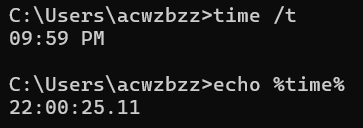 C:\Users\acwzbzz>time /t
09:59 PM
C:\Users\acwzbzz>echo %time%
22:00:25.11